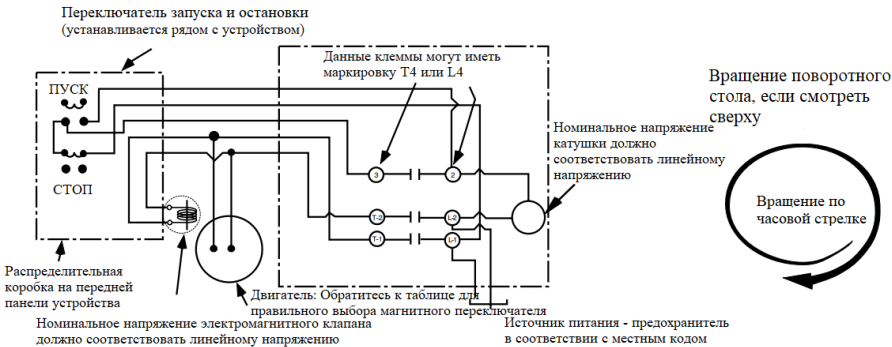 Переключатель запуска и остановки
(устанавливается рядом с устройством)
Данные клеммы могут иметь
маркировку T4 или L4
ПУСК
СТОП
3
2
T-2
L-2
T-1
L-1
Номинальное напряжение
катушки должно
соответствовать линейному
напряжению
Вращение поворотного
стола, если смотреть
сверху
Вращение по
часовой стрелке
Распределительная
коробка на передней
панели устройства
Двигатель: Обратитесь к таблице для
правильного выбора магнитного переключателя
Номинальное напряжение электромагнитного клапана
должно соответствовать линейному напряжению
Источник питания - предохранитель
в соответствии с местным кодом